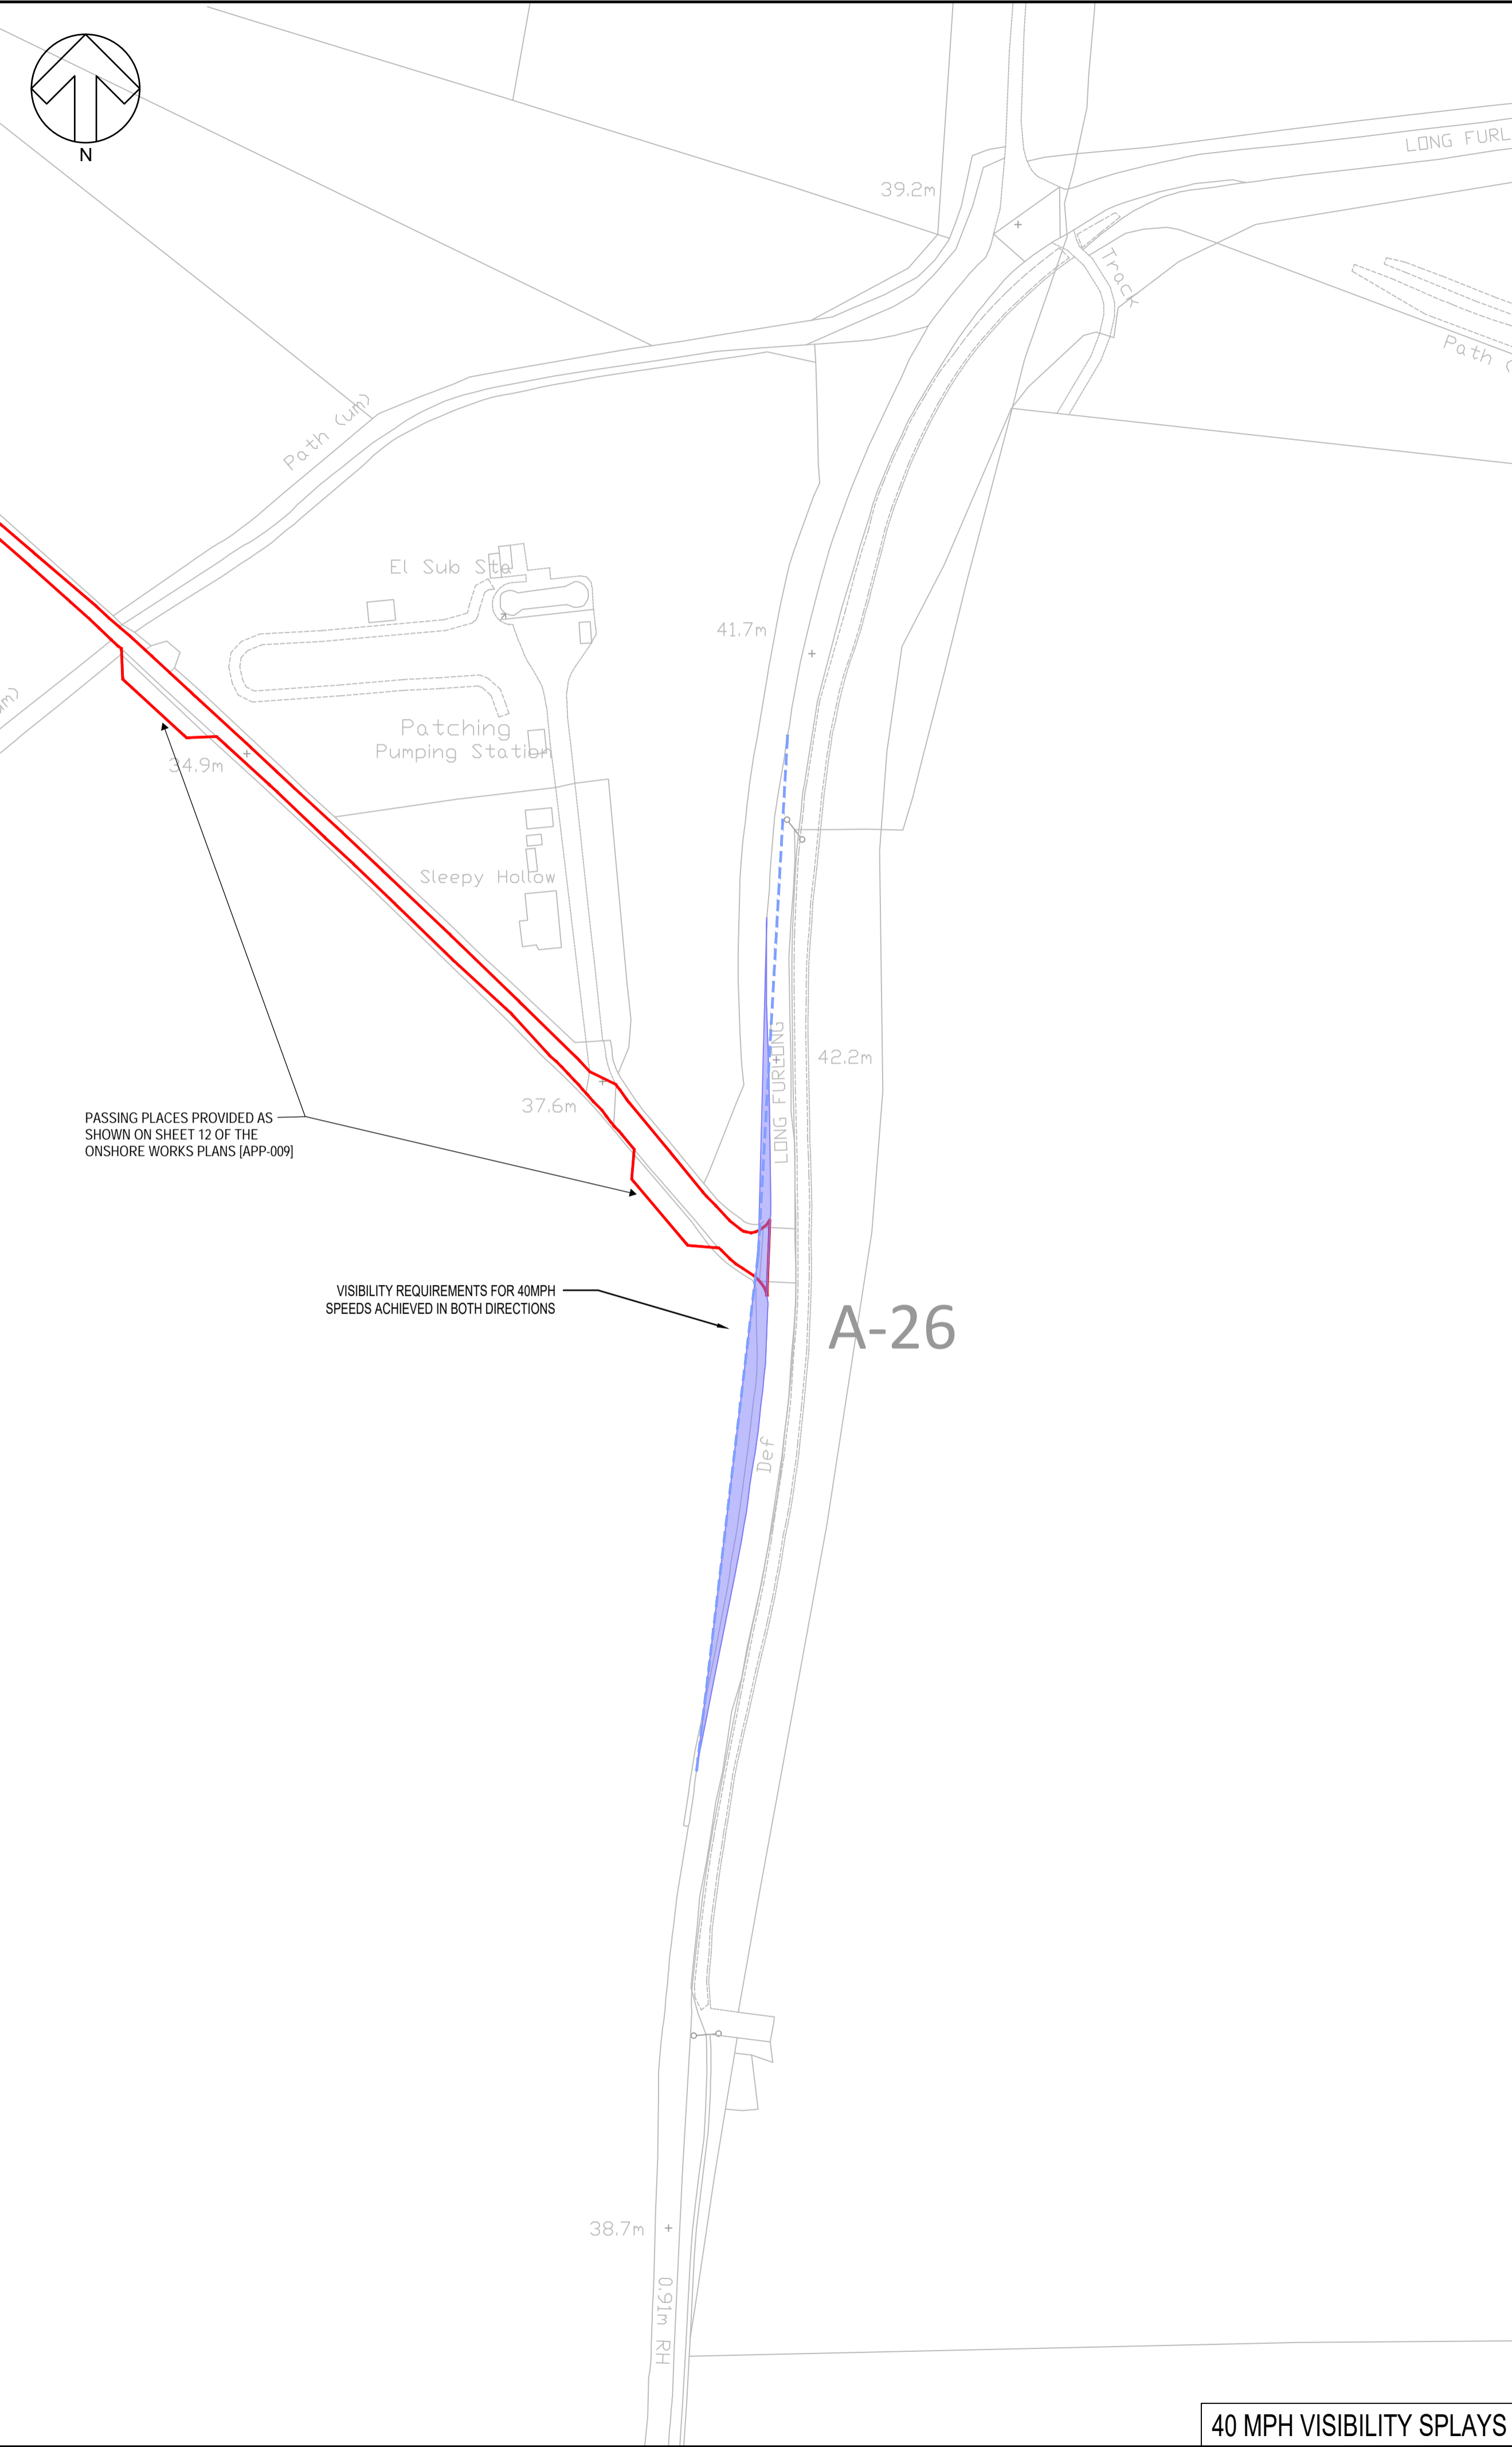 N
39.2m
LONG FURL
Track
Path
Path (um)
El Sub Sta
41.7m
Patching
Pumping Station
34.9m
Sleepy Hollow
LONG FURLONG
42.2m
37.6m
PASSING PLACES PROVIDED AS
SHOWN ON SHEET 12 OF THE
ONSHORE WORKS PLANS [APP-009]
VISIBILITY REQUIREMENTS FOR 40MPH
SPEEDS ACHIEVED IN BOTH DIRECTIONS
A-26
Def
38.7m
0.91m RH
40 MPH VISIBILITY SPLAYS